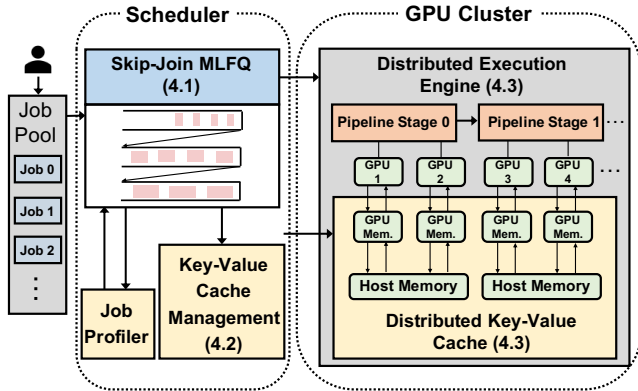 Scheduler
GPU Cluster
Skip-Join MLFQ
(4.1)
Job
Pool
Job 0
Job 1
Job 2
Job
Profiler
Key-Value
Cache
Management
(4.2)
Distributed Execution
Engine (4.3)
Pipeline Stage 0
Pipeline Stage 1
GPU
1
GPU
2
GPU
3
GPU
4
GPU
Mem.
GPU
Mem.
GPU
Mem.
GPU
Mem.
Host Memory
Host Memory
Distributed Key-Value
Cache (4.3)